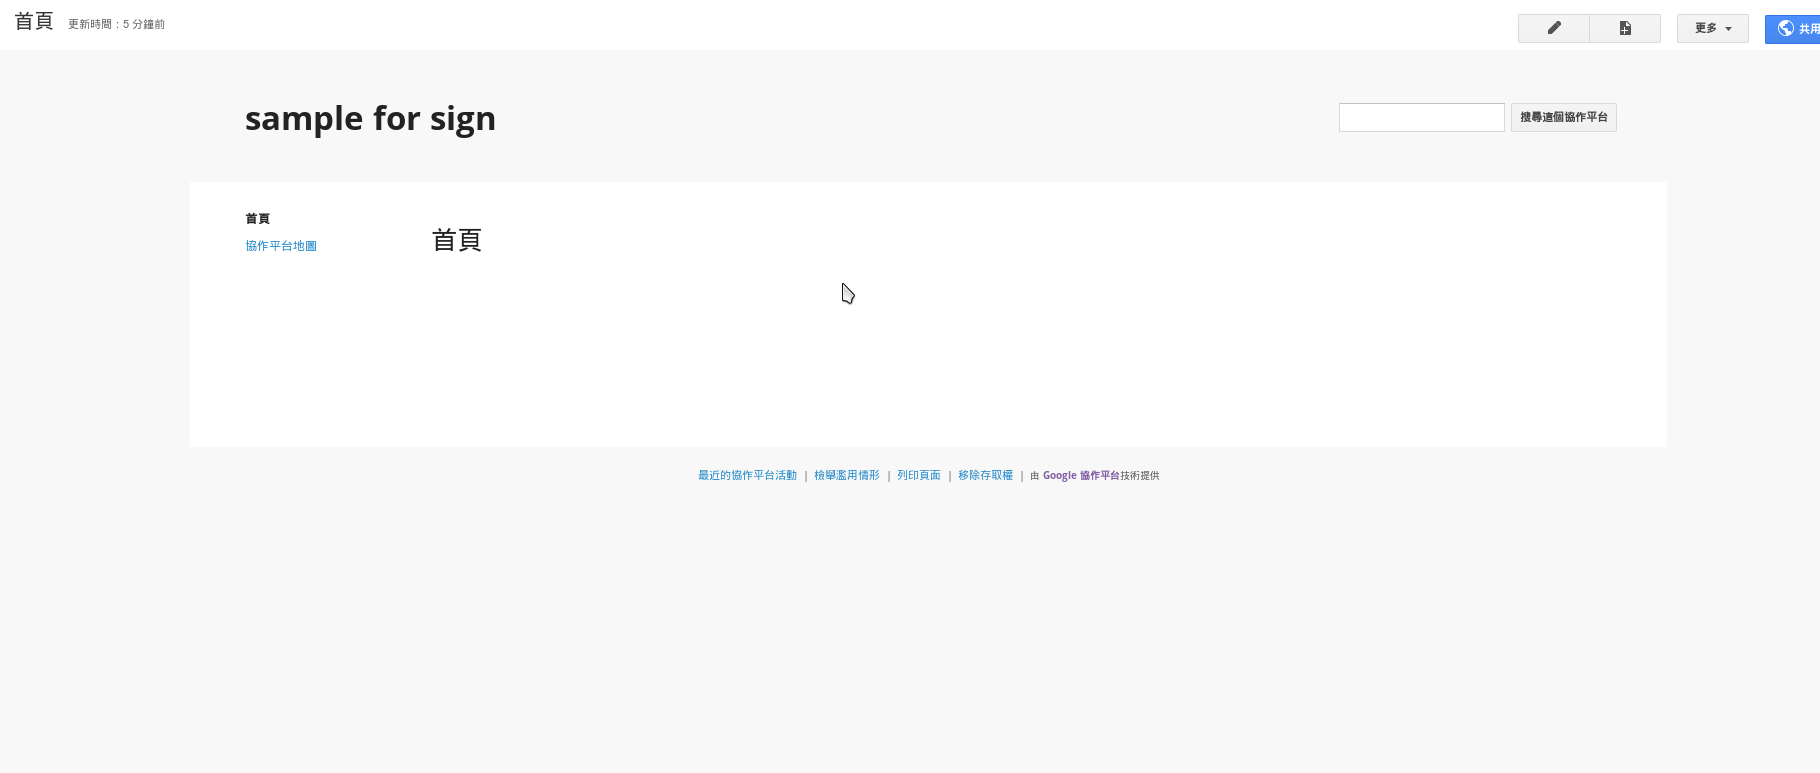 首頁 更新時間：5 分鐘前
更多 共用
sample for sign
搜尋這個協作平台
首頁
協作平台地圖
首頁
最近的協作平台活動 | 檢舉濫用情形 | 列印頁面 | 移除存取權 | 由 Google 協作平台技術提供